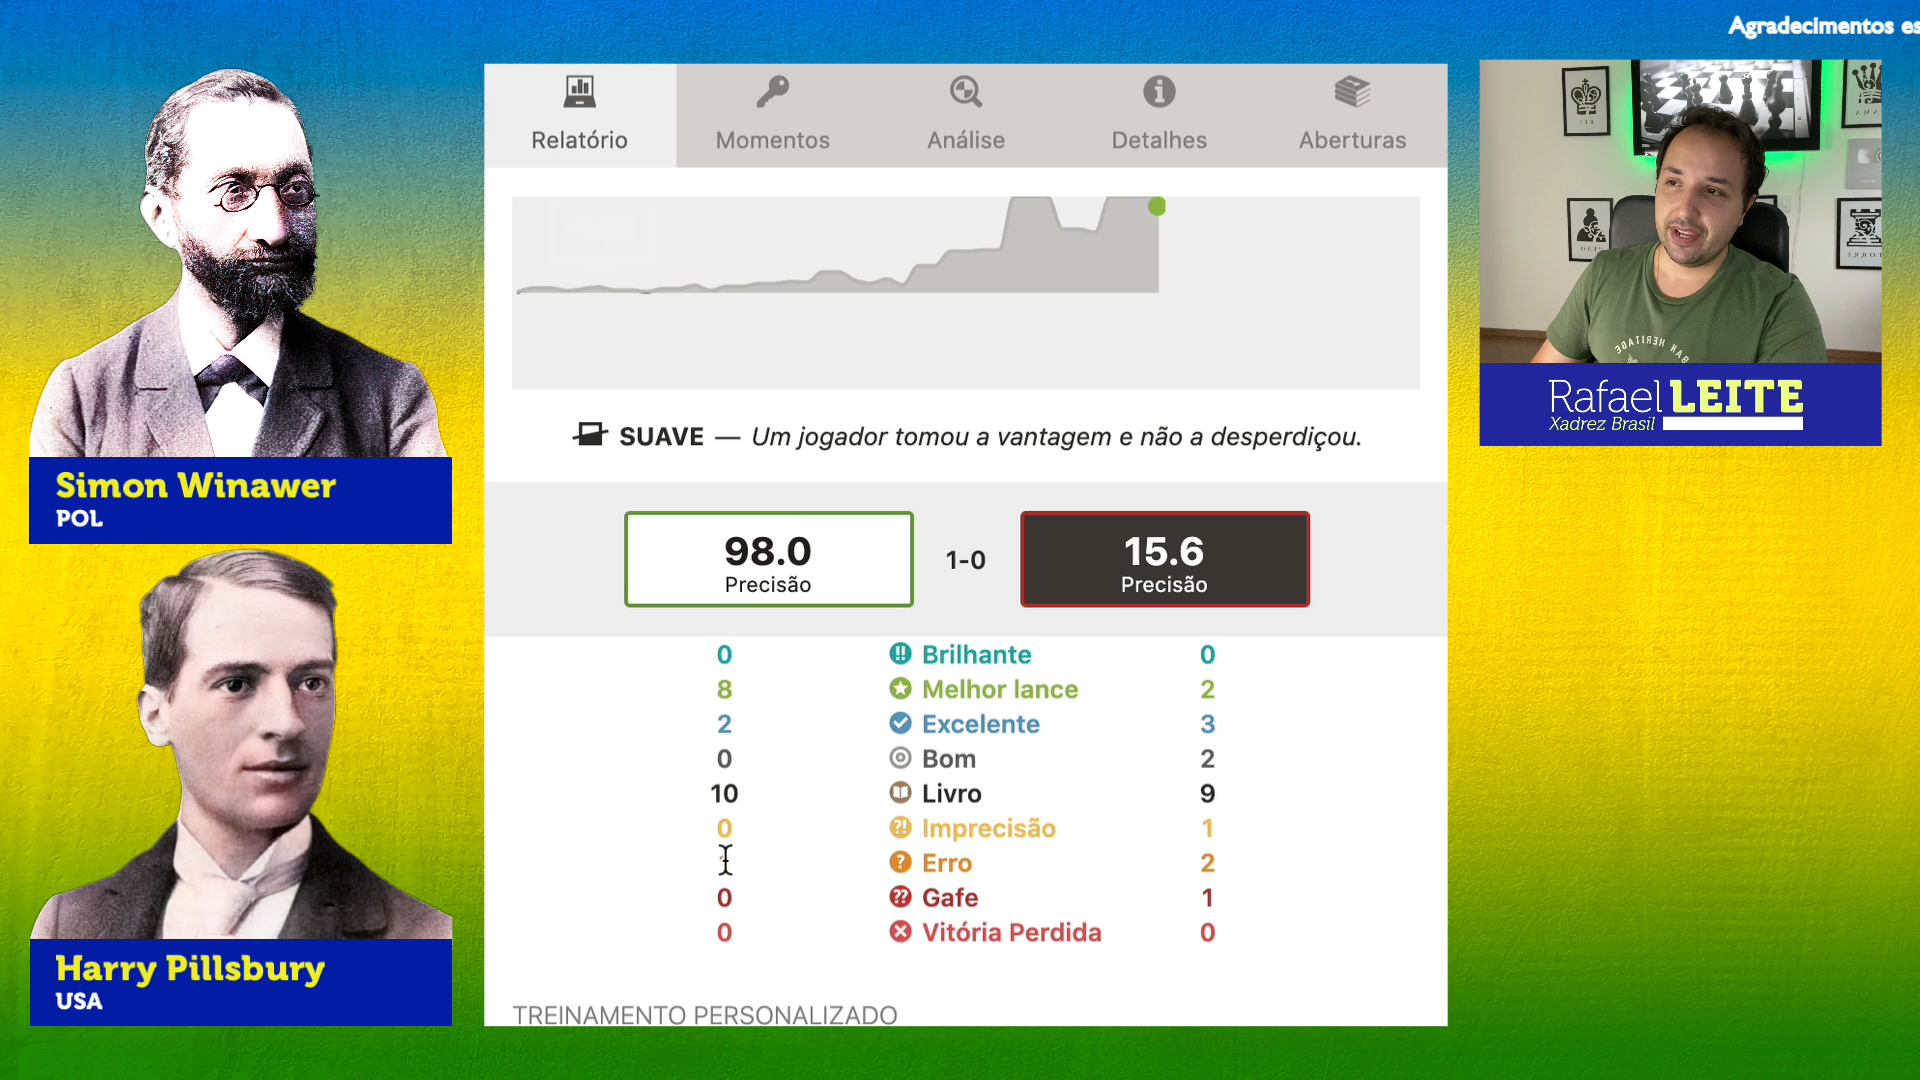 Agradecimentos es
Relatório
Momentos
Análise
Detalhes
Aberturas
SUAVE — Um jogador tomou a vantagem e não a desperdiçou.
98.0
Precisão
1-0
15.6
Precisão
0 Brilhante 0
8 Melhor lance 2
2 Excelente 3
0 Bom 2
10 Livro 9
0 Imprecisão 1
Erro 2
0 Gafe 1
0 Vitória Perdida 0
TREINAMENTO PERSONALIZADO
Simon Winawer
POL
Harry Pillsbury
USA
Rafael LEITE
Xadrez Brasil